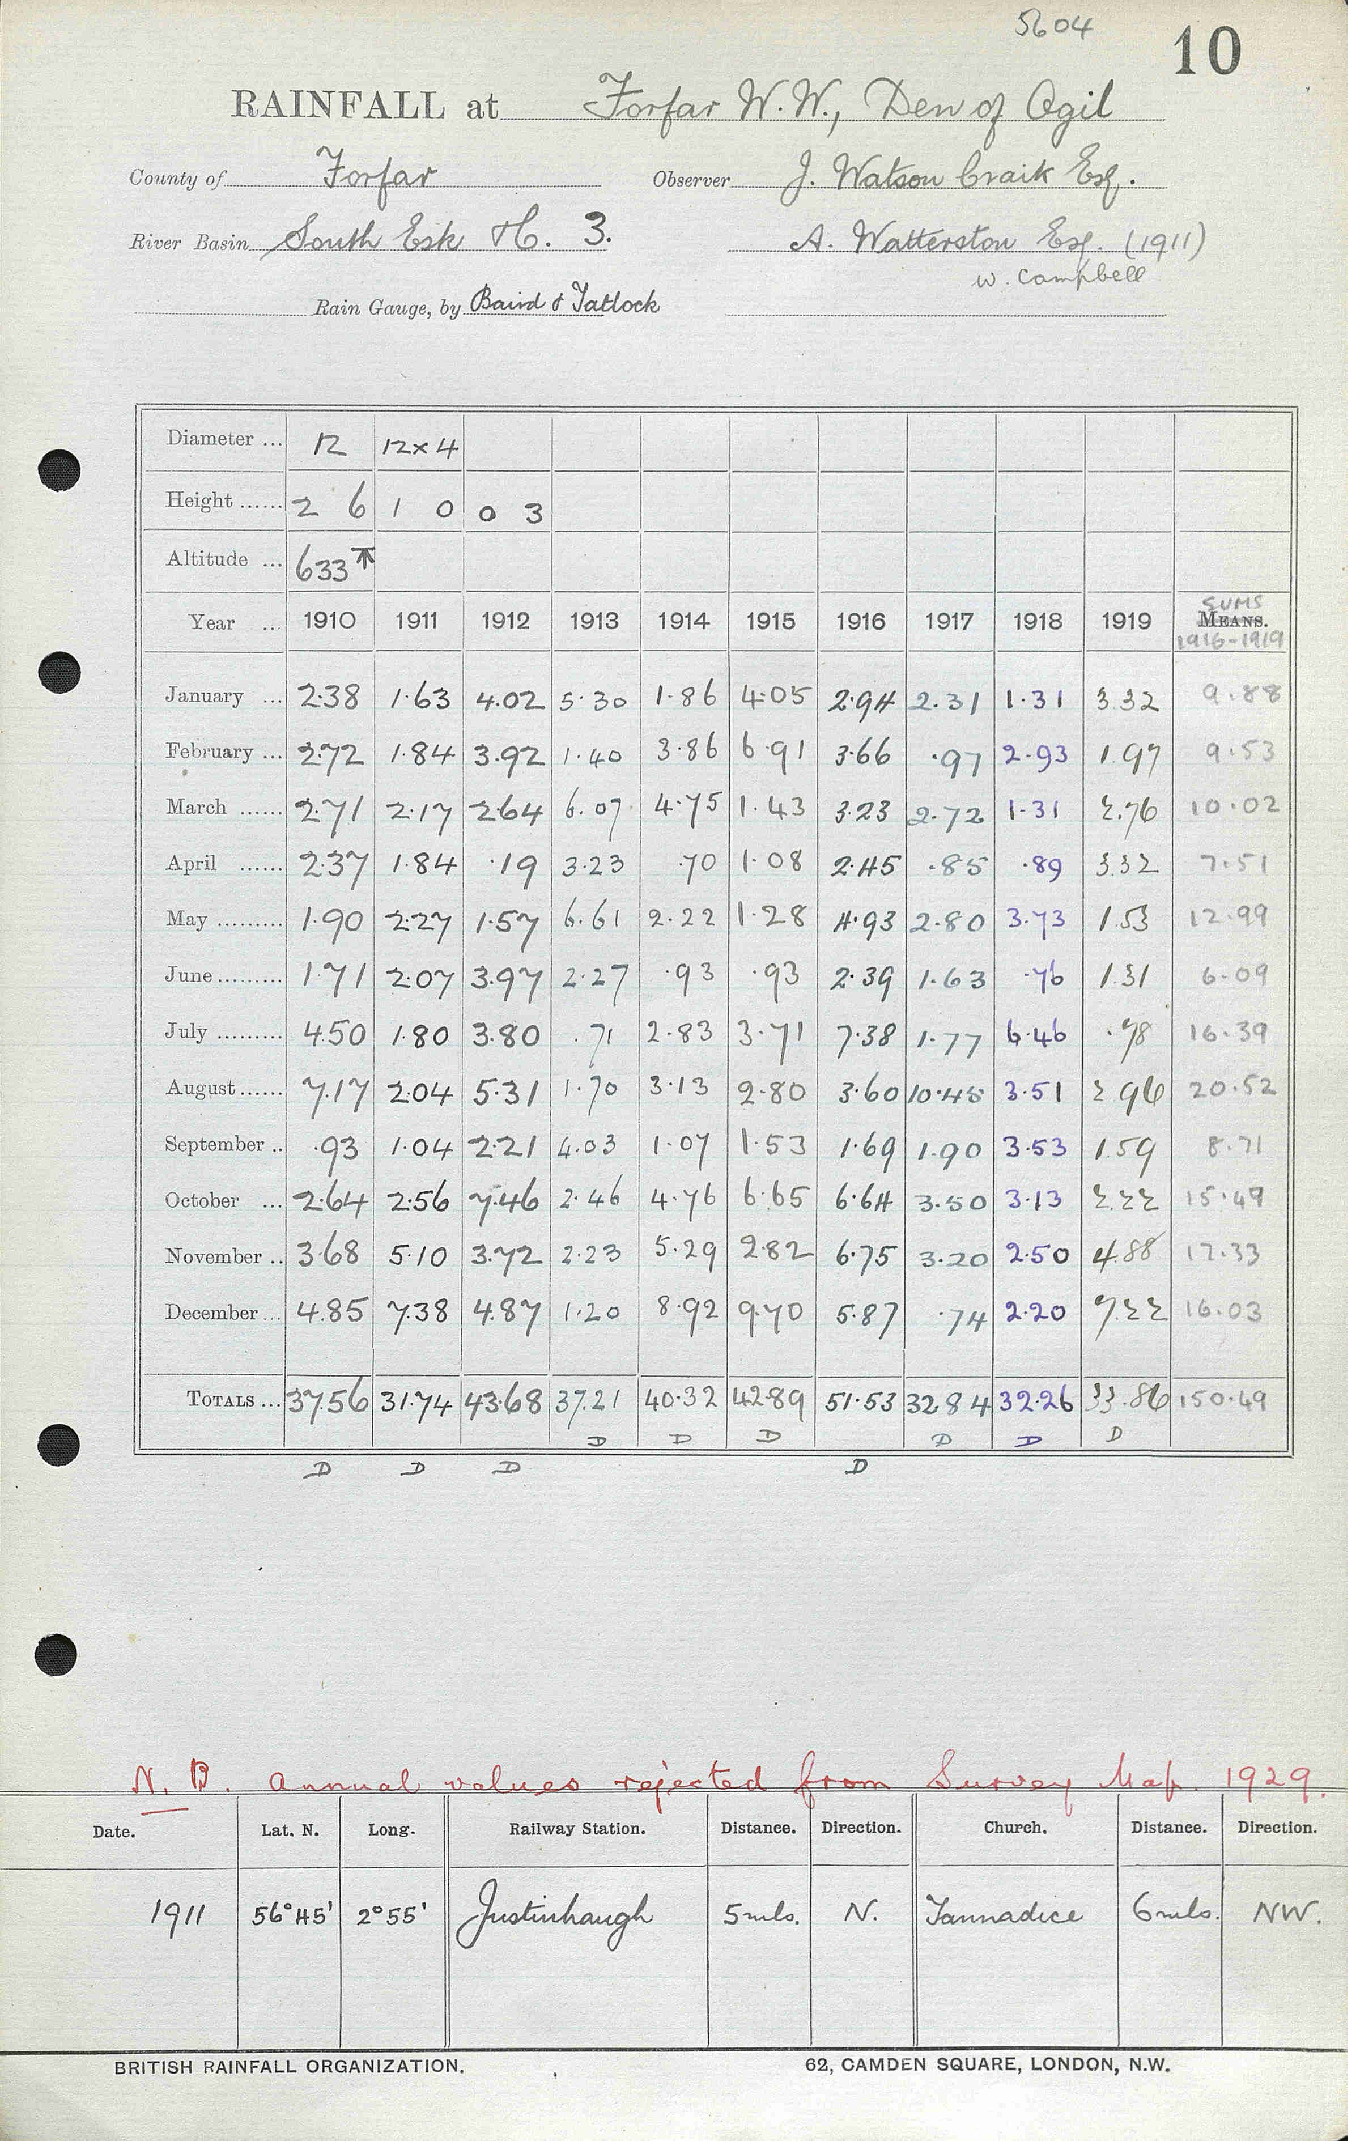 5604
10
RAINFALL at Forfar W.W., Den of Ogil
County of Forfar Observer J. Watson Craik Esq.
River Basin South Esk H. 3. A. Watterston Esq. (1911)
W. Campbell
Rain Gauge, by Baird & Tatlock
Diameter ... 12 12x4
Height ...... 2 6 1 0 0 3
Altitude ... 633
Year ... 1910 1911 1912 1913 1914 1915 1916 1917 1918 1919 SUMS MEANS. 1916-1919
January ... 2.38 1.63 4.02 5.30 1.86 4.05 2.94 2.31 1.31 3.32 9.88
February ... 2.72 1.84 3.92 1.40 3.86 6.91 3.66 .97 2.93 1.97 9.53
March ...... 2.71 2.17 2.64 6.07 4.75 1.43 3.23 2.72 1.31 2.76 10.02
April ...... 2.37 1.84 .19 3.23 .70 1.08 2.45 .85 .89 3.32 7.51
May ......... 1.90 2.27 1.57 6.61 2.22 1.28 4.93 2.80 3.73 1.53 12.99
June ......... 1.71 2.07 3.97 2.27 .93 .93 2.39 1.63 .76 1.31 6.09
July ......... 4.50 1.80 3.80 .71 2.83 3.71 7.38 1.77 6.46 .78 16.39
August ...... 7.17 2.04 5.31 1.70 3.13 2.80 3.60 10.45 3.51 2.96 20.52
September .. .93 1.04 2.21 4.03 1.07 1.53 1.69 1.90 3.53 1.59 8.71
October ... 2.64 2.56 7.46 2.46 4.76 6.65 6.64 3.50 3.13 2.22 15.49
November .. 3.68 5.10 3.72 2.23 5.29 2.82 6.75 3.20 2.50 4.88 17.33
December ... 4.85 7.38 4.87 1.20 8.92 9.70 5.87 .74 2.20 7.22 16.03
TOTALS ... 37.56 31.74 43.68 37.21 40.32 42.89 51.53 32.84 32.26 33.86 150.49
D D D D D D
D D D D
N.B. Annual values rejected from Survey Map. 1929.
Date. Lat. N. Long. Railway Station. Distance. Direction. Church. Distance. Direction.
1911 56°45' 2°55' Justinhaugh 5 mls. N. Tannadice 6 mls. NW.
BRITISH RAINFALL ORGANIZATION. 62, CAMDEN SQUARE, LONDON, N.W.